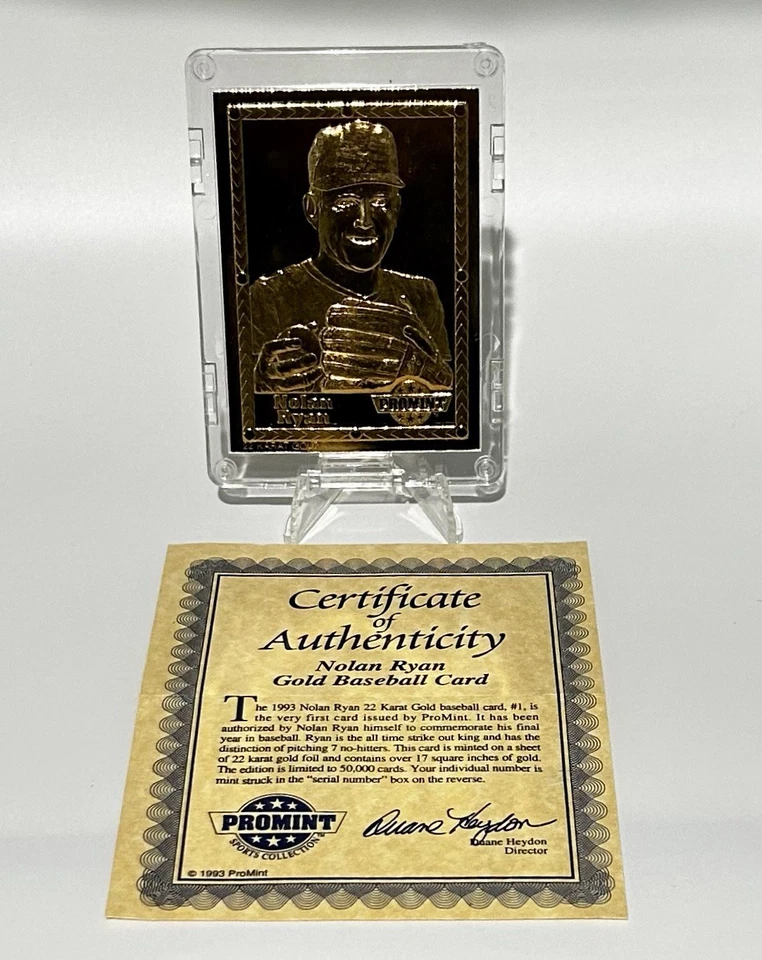 Nolan
Ryan
PROMINT
22 KARAT GOLD
Certificate
of
Authenticity
Nolan Ryan
Gold Baseball Card
The 1993 Nolan Ryan 22 Karat Gold baseball card, #1, is
the very first card issued by ProMint. It has been
authorized by Nolan Ryan himself to commemorate his final
year in baseball. Ryan is the all time strike out king and has the
distinction of pitching 7 no-hitters. This card is minted on a sheet
of 22 karat gold foil and contains over 17 square inches of gold.
The edition is limited to 50,000 cards. Your individual number is
mint struck in the "serial number" box on the reverse.
PROMINT
SPORTS COLLECTION™
Duane Heydon
Duane Heydon
Director
© 1993 ProMint